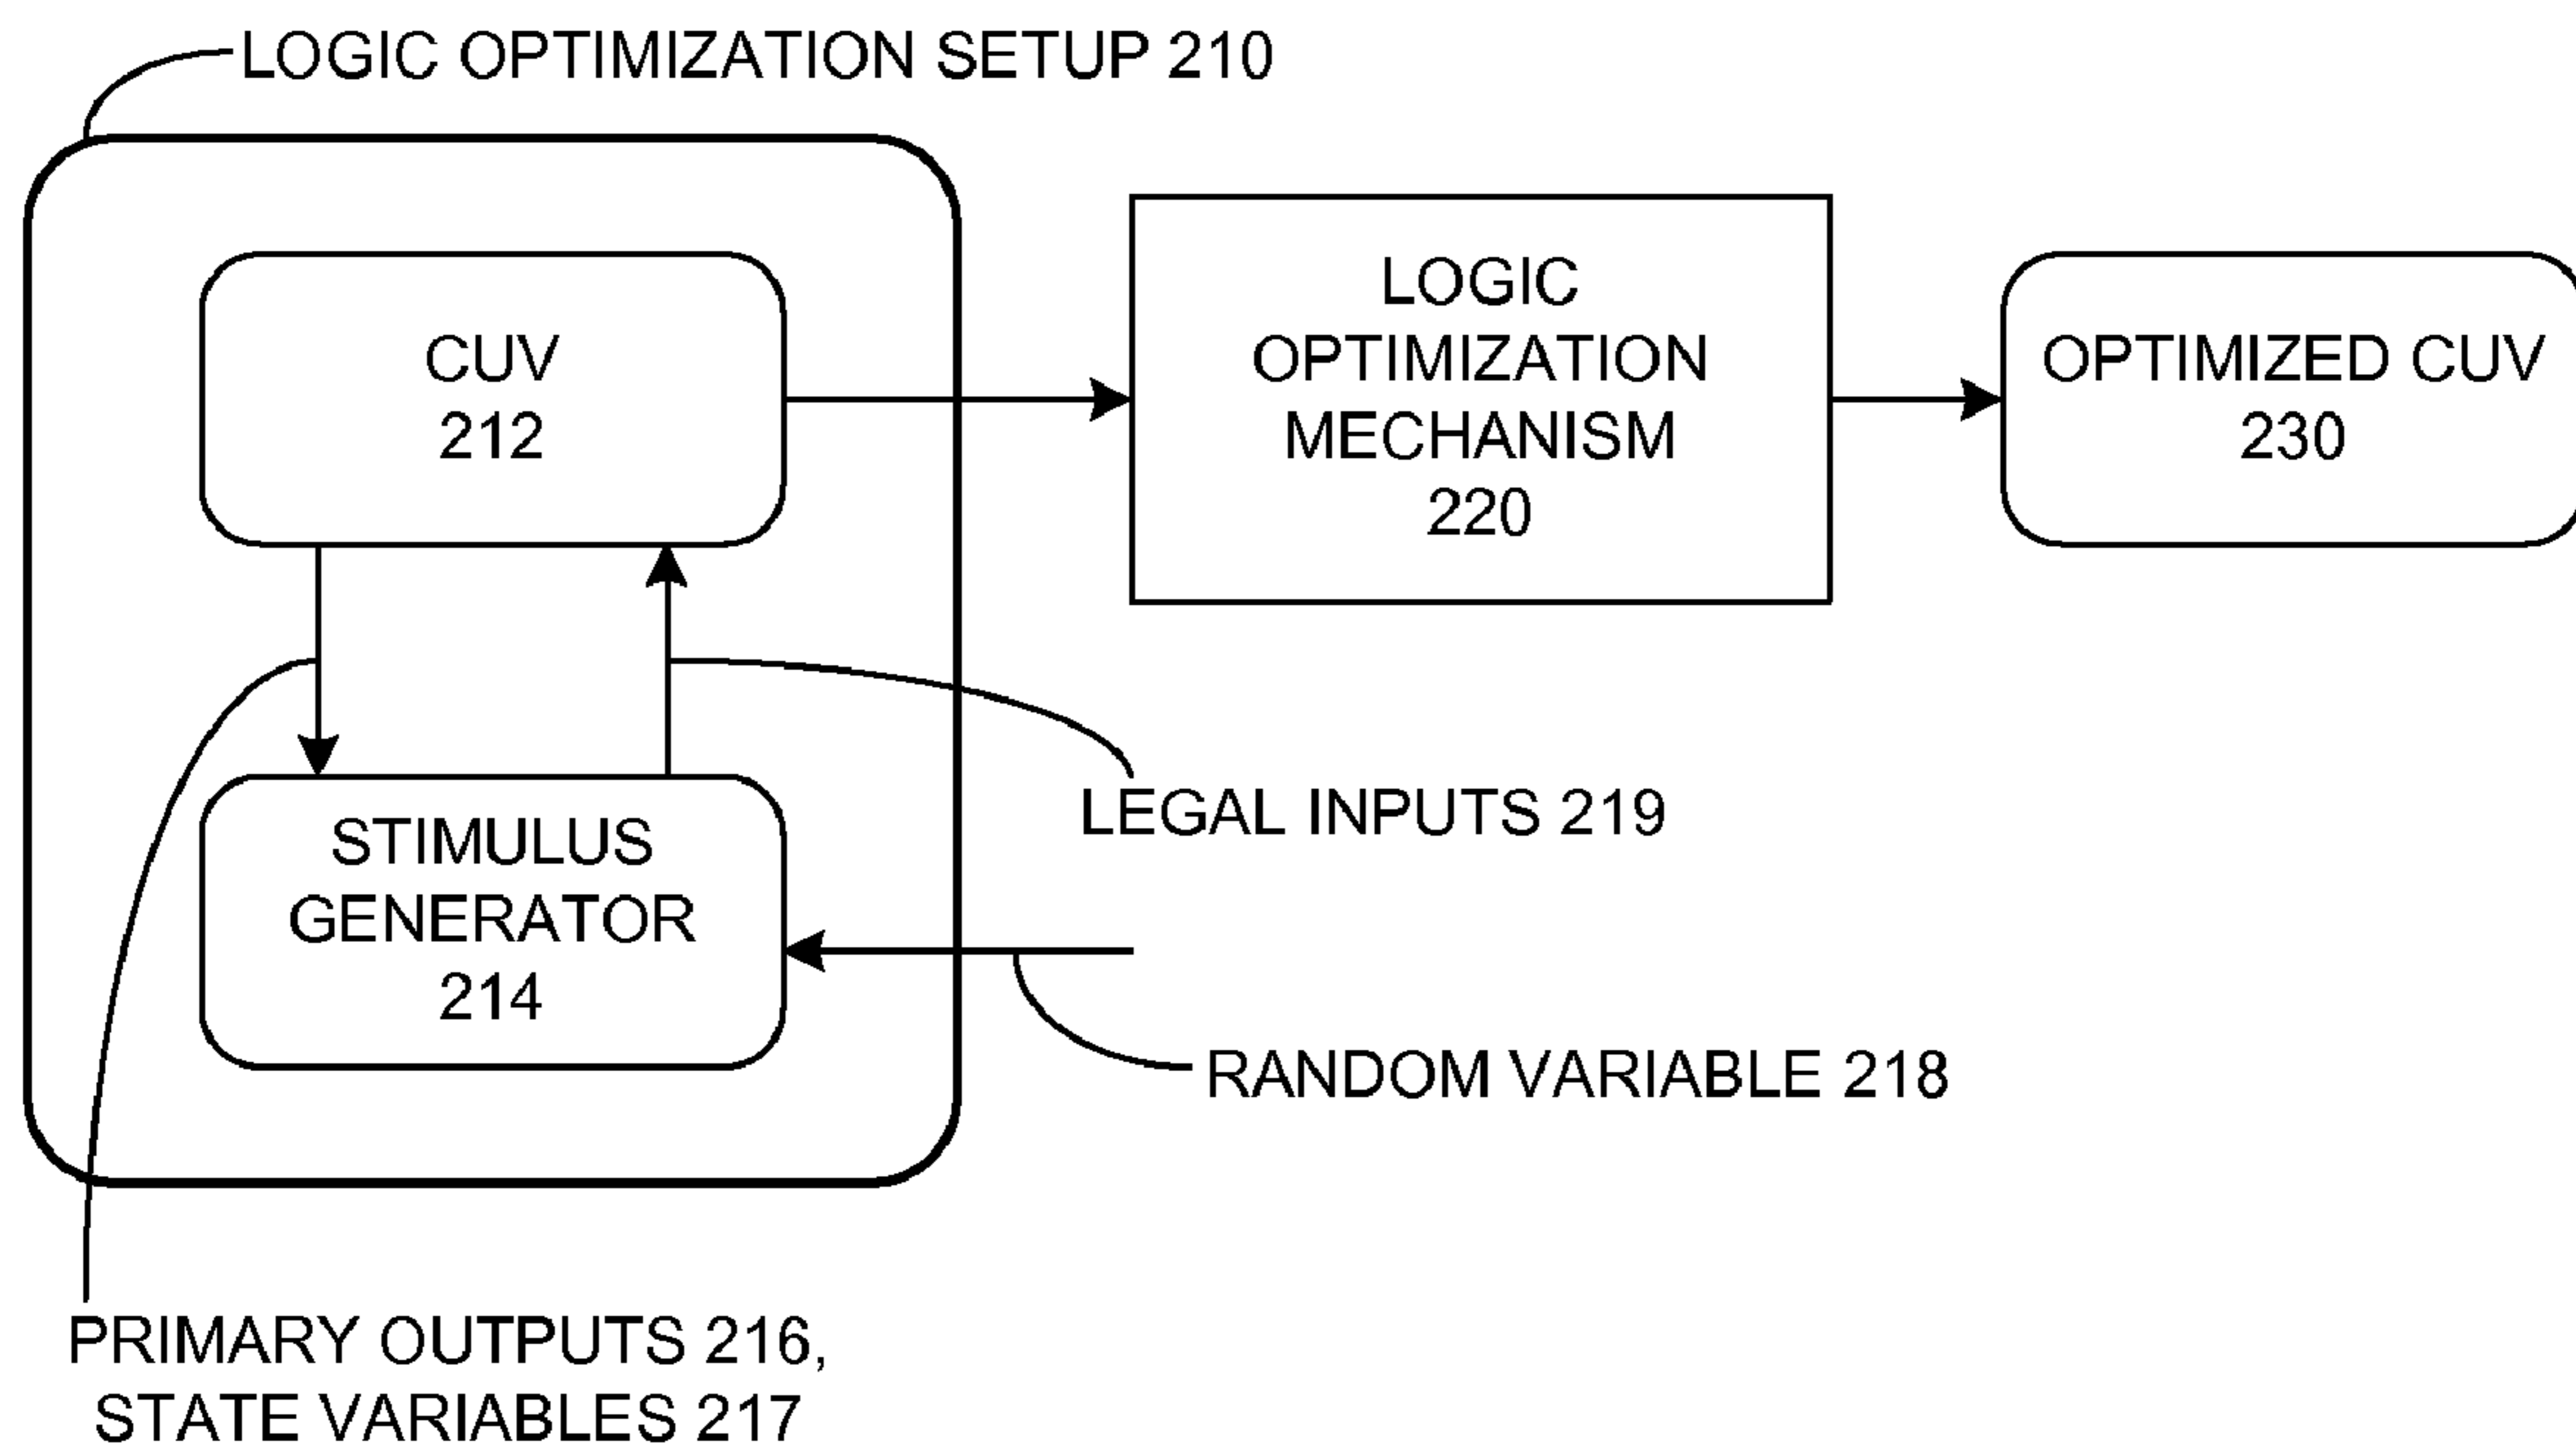 LOGIC OPTIMIZATION SETUP 210
CUV
212
LOGIC
OPTIMIZATION
MECHANISM
220
OPTIMIZED CUV
230
STIMULUS
GENERATOR
214
LEGAL INPUTS 219
RANDOM VARIABLE 218
PRIMARY OUTPUTS 216,
STATE VARIABLES 217